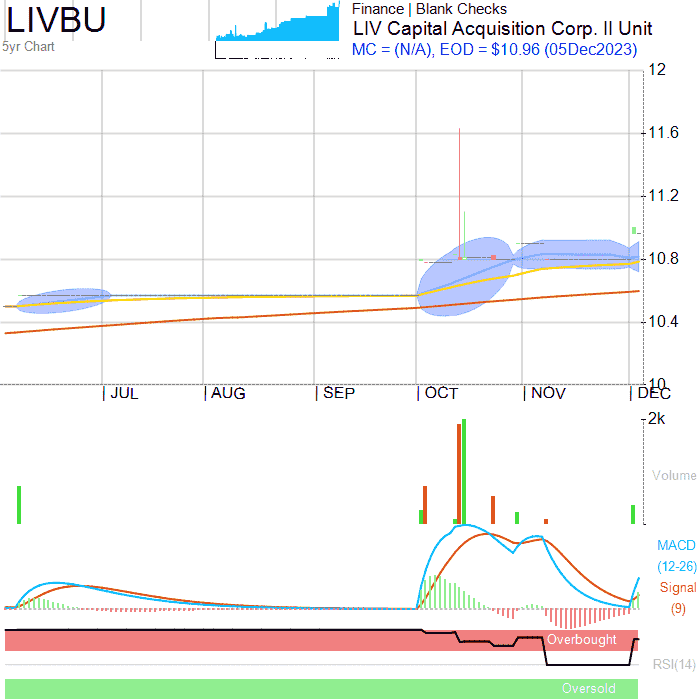 LIVBU
5yr Chart
Finance | Blank Checks
LIV Capital Acquisition Corp. II Unit
MC = (N/A), EOD = $10.96 (05Dec2023)
12
11.6
11.2
10.8
10.4
10
JUL AUG SEP OCT NOV DEC
2k
Volume
MACD
(12-26)
Signal
(9)
Overbought
RSI(14)
Oversold